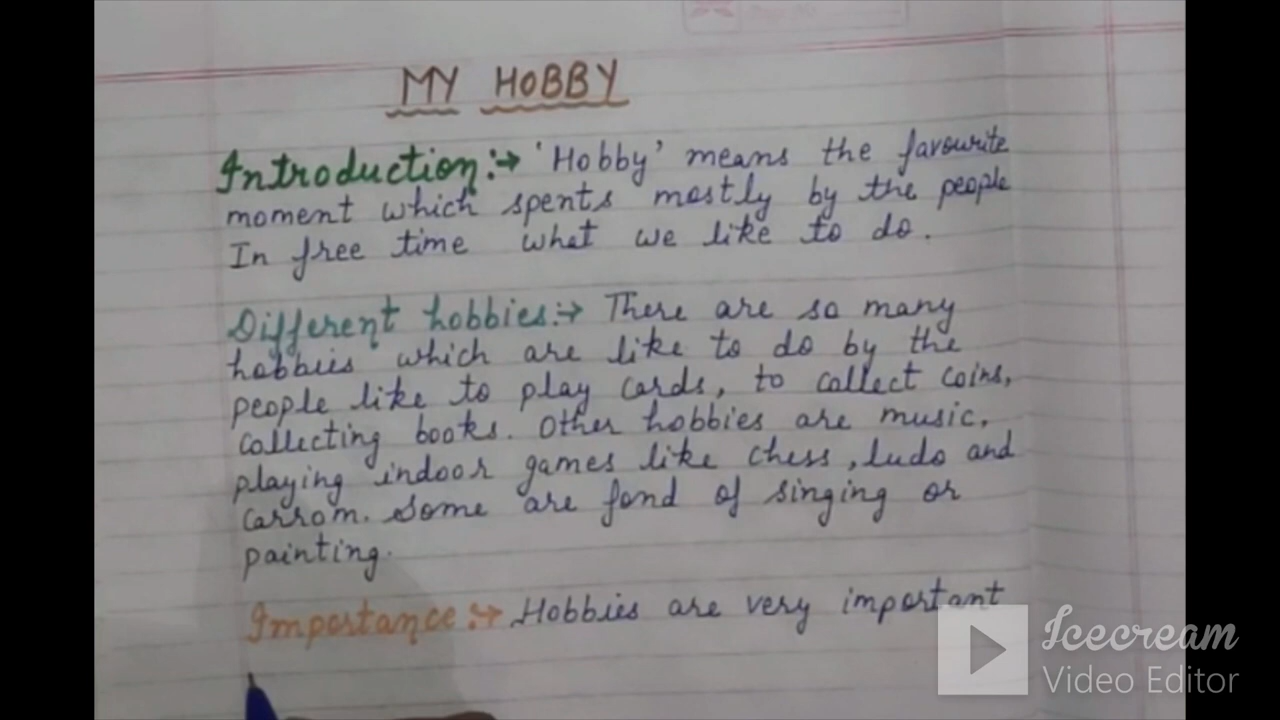 MY HOBBY
Introduction:→ 'Hobby' means the favourite
moment which spents mostly by the people
In free time what we like to do.
Different hobbies:→ There are so many
hobbies which are like to do by the
people like to play cards, to collect coins,
collecting books. Other hobbies are music,
playing indoor games like chess, ludo and
carrom. Some are fond of singing or
painting.
Importance:→ Hobbies are very important
Icecream
Video Editor